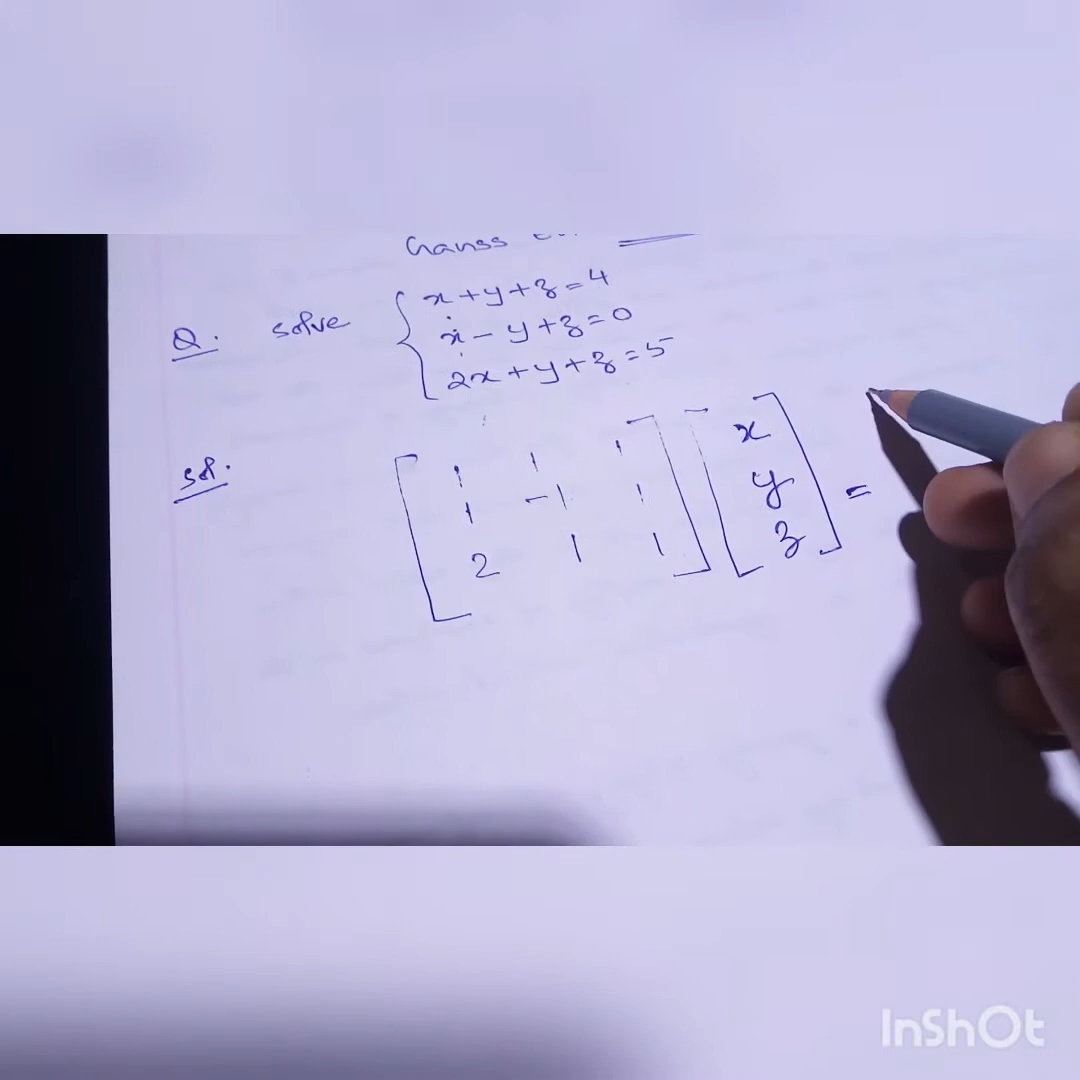 Gauss
Q. solve
x + y + z = 4
x - y + z = 0
2x + y + z = 5
Sol.
[ 1 1 1 ] [ x ]
[ 1 -1 1 ] [ y ] =
[ 2 1 1 ] [ z ]
InShOt